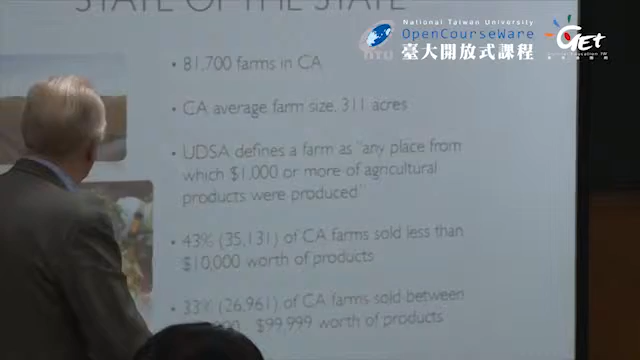 STATE OF THE STATE
National Taiwan University
OpenCourseWare
臺大開放式課程
NTU
GET
• 81,700 farms in CA
• CA average farm size, 311 acres
• UDSA defines a farm as "any place from
which $1,000 or more of agricultural
products were produced"
• 43% (35,131) of CA farms sold less than
$10,000 worth of products
• 33% (26,961) of CA farms sold between
$99,999 worth of products